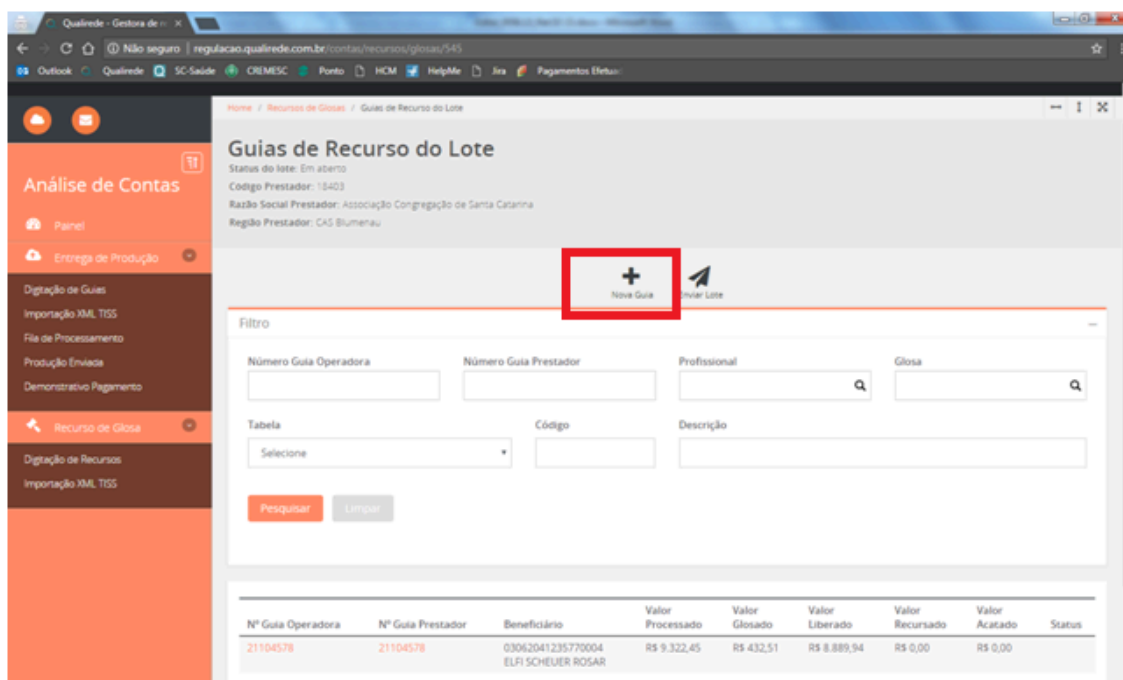 Qualirede - Gestora de
Não seguro | regulacao.qualirede.com.br/contas/recursos/glosas/545
Outlook Qualirede SC-Saúde CREMESC Ponto HCM HelpMe Jira Pagamentos Efetuad
Home / Recursos de Glosas / Guias de Recurso do Lote
Análise de Contas
Painel
Entrega de Produção
Digitação de Guias
Importação XML TISS
Fila de Processamento
Produção Enviada
Demonstrativo Pagamento
Recurso de Glosa
Digitação de Recursos
Importação XML TISS
Guias de Recurso do Lote
Status do lote: Em aberto
Código Prestador: 18403
Razão Social Prestador: Associação Congregação de Santa Catarina
Região Prestador: CAS Blumenau
Nova Guia Enviar Lote
Filtro
Número Guia Operadora Número Guia Prestador Profissional Glosa
Tabela Código Descrição
Selecione
Pesquisar Limpar
Nº Guia Operadora Nº Guia Prestador Beneficiário Valor Processado Valor Glosado Valor Liberado Valor Recursado Valor Acatado Status
21104578 21104578 03062041235770004 R$ 9.322,45 R$ 432,51 R$ 8.889,94 R$ 0,00 R$ 0,00
ELFI SCHEUER ROSAR